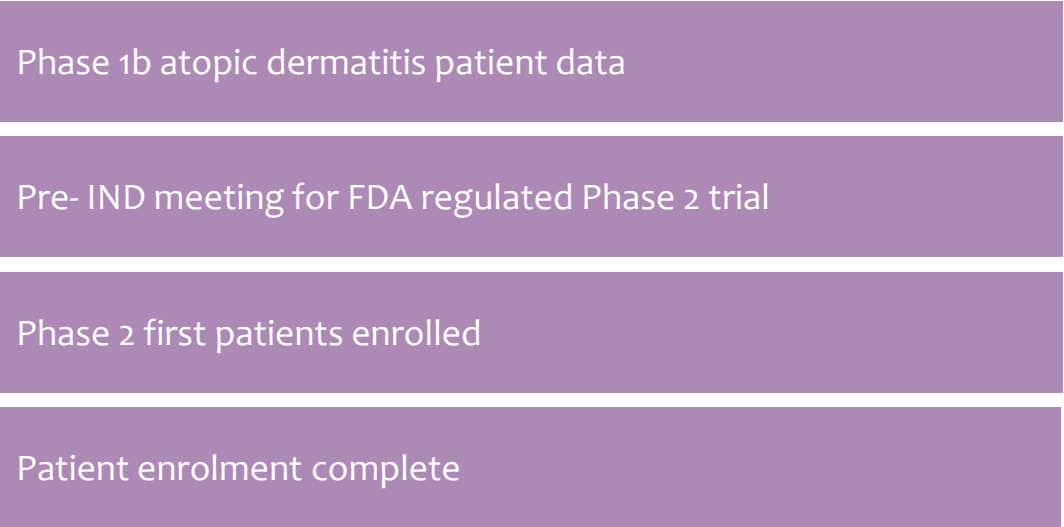 Phase 1b atopic dermatitis patient data
Pre- IND meeting for FDA regulated Phase 2 trial
Phase 2 first patients enrolled
Patient enrolment complete